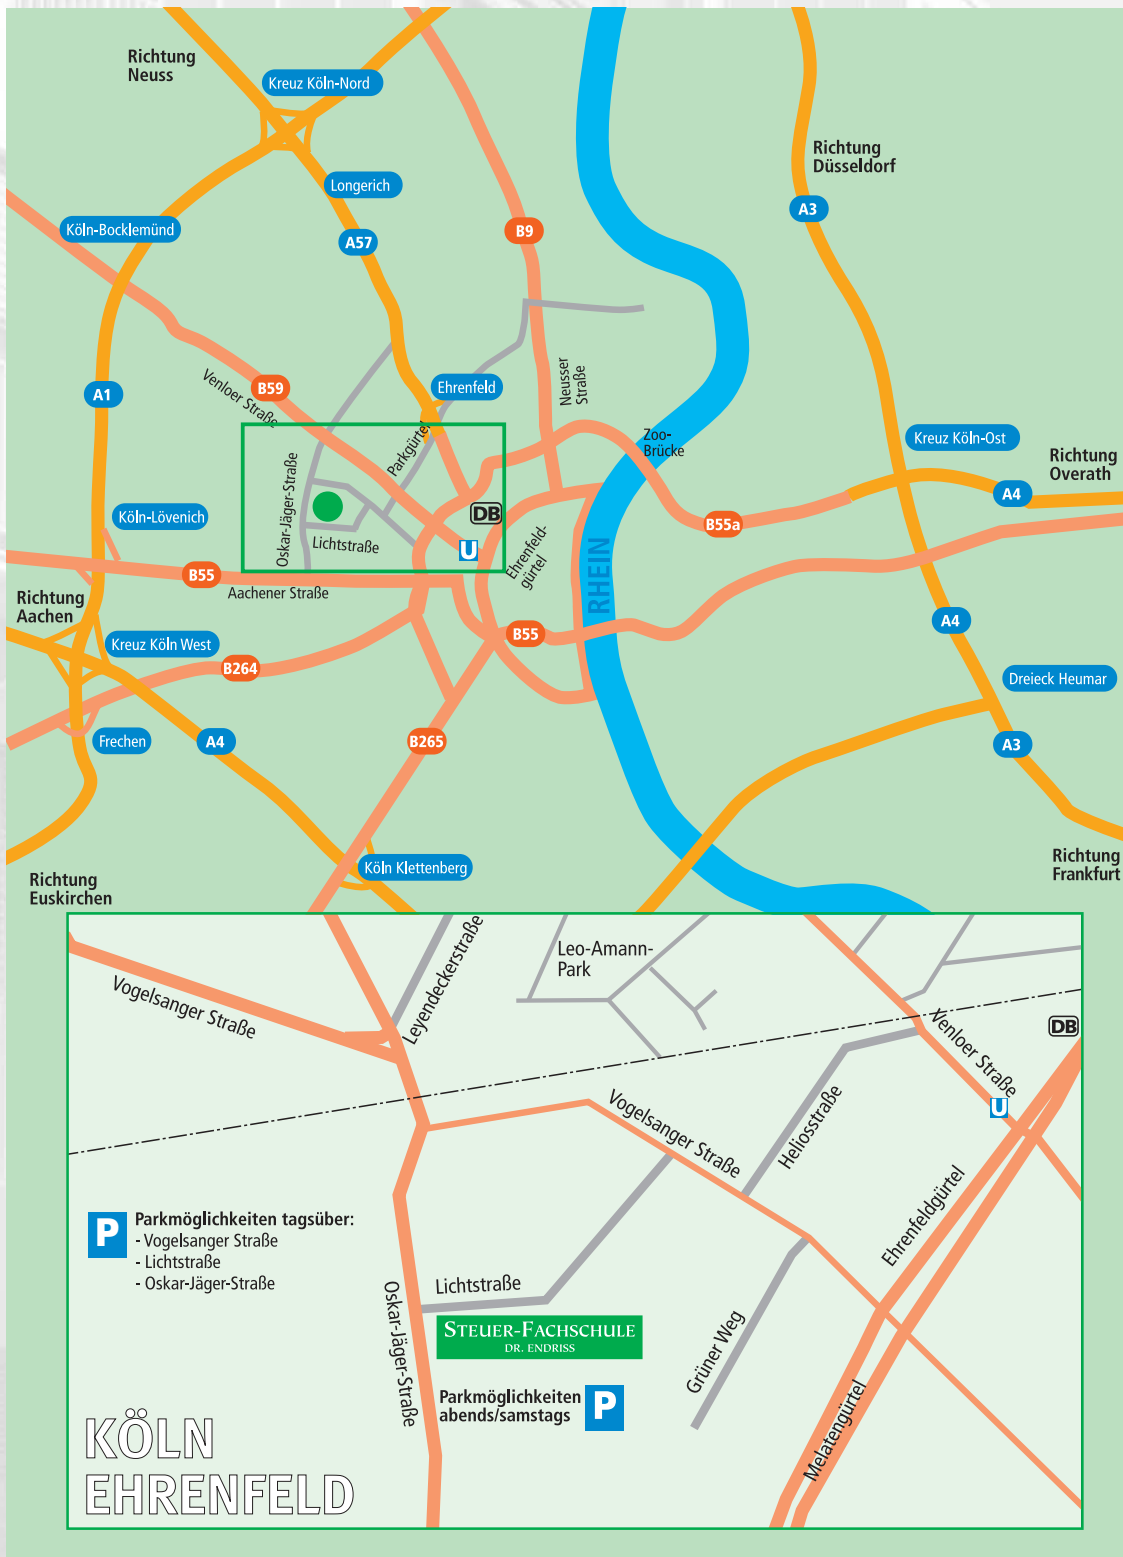 Richtung
Neuss
Kreuz Köln-Nord
Richtung
Düsseldorf
Longerich
A3
Köln-Bocklemünd
B9
A57
Neusser
Straße
Venloer Straße
B59
Ehrenfeld
A1
Zoo-
Brücke
Kreuz Köln-Ost
Parkgürtel
Richtung
Overath
Oskar-Jäger-Straße
A4
Köln-Lövenich
DB
B55a
Lichtstraße
U
Ehrenfeld-
gürtel
RHEIN
B55
Aachener Straße
Richtung
Aachen
A4
B55
Kreuz Köln West
B264
Dreieck Heumar
Frechen
A4
B265
A3
Köln Klettenberg
Richtung
Frankfurt
Richtung
Euskirchen
Leyendeckerstraße
Leo-Amann-
Park
Vogelsanger Straße
Venloer Straße
DB
U
Vogelsanger Straße
Heliosstraße
Ehrenfeldgürtel
P
Parkmöglichkeiten tagsüber:
- Vogelsanger Straße
- Lichtstraße
- Oskar-Jäger-Straße
Lichtstraße
Oskar-Jäger-Straße
STEUER-FACHSCHULE
DR. ENDRISS
Grüner Weg
Parkmöglichkeiten
abends/samstags
P
Melatengürtel
KÖLN
EHRENFELD